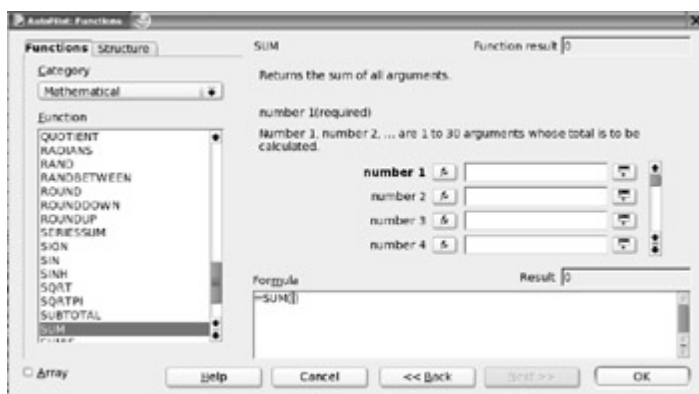 AutoPilot: Functions
Functions Structure
SUM
Function result 0
Category
Mathematical
Returns the sum of all arguments.
Function
QUOTIENT
RADIANS
RAND
RANDBETWEEN
ROUND
ROUNDDOWN
ROUNDUP
SERIESSUM
SIGN
SIN
SINH
SQRT
SQRTPI
SUBTOTAL
SUM
number 1(required)
Number 1, number 2, ... are 1 to 30 arguments whose total is to be
calculated.
number 1
number 2
number 3
number 4
Formula
Result 0
=SUM()
Array
Help
Cancel
<< Back
Next >>
OK